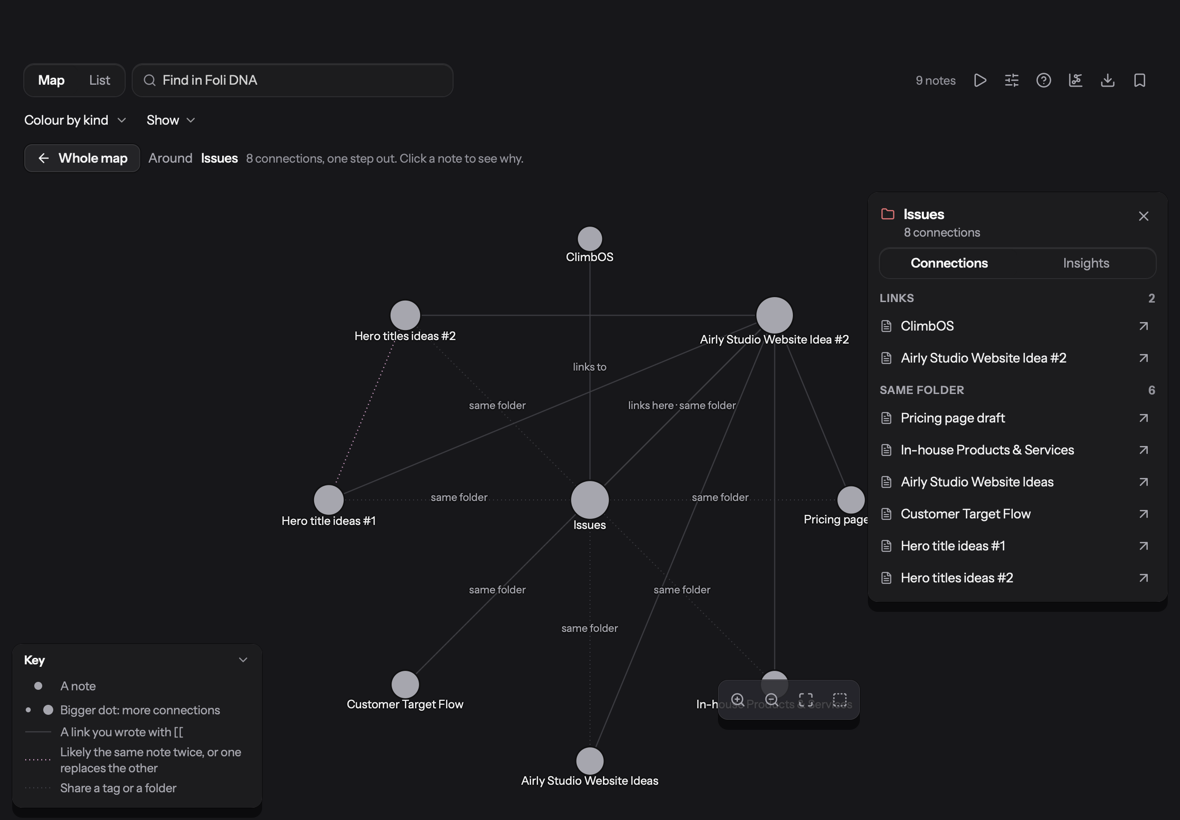 Map List Find in Foli DNA 9 notes
Colour by kind Show
Whole map Around Issues 8 connections, one step out. Click a note to see why.
Issues
8 connections
Connections Insights
LINKS 2
ClimbOS
Airly Studio Website Idea #2
SAME FOLDER 6
Pricing page draft
In-house Products & Services
Airly Studio Website Ideas
Customer Target Flow
Hero title ideas #1
Hero titles ideas #2
ClimbOS
Hero titles ideas #2
Airly Studio Website Idea #2
links to
same folder
links here · same folder
Hero title ideas #1
same folder
Issues
same folder
Pricing page
same folder
same folder
same folder
Customer Target Flow
In-house Products & Services
Airly Studio Website Ideas
Key
A note
Bigger dot: more connections
A link you wrote with [[
Likely the same note twice, or one
replaces the other
Share a tag or a folder